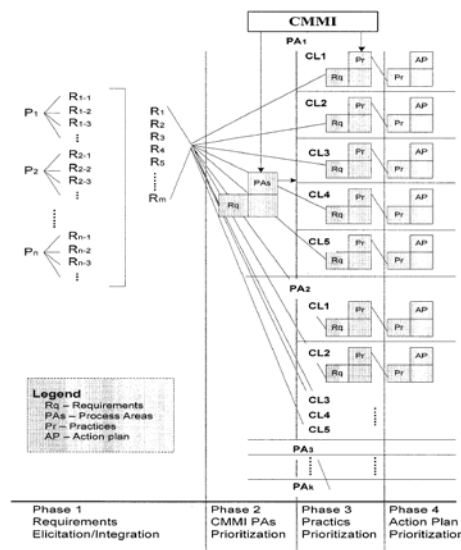 CMMI
PA1
CL1
Pr
AP
Rq
Pr
CL2
Pr
AP
Rq
Pr
CL3
Pr
AP
Rq
Pr
CL4
Pr
AP
Rq
Pr
CL5
Pr
AP
Rq
Pr
PA2
CL1
Pr
AP
Rq
Pr
CL2
Pr
AP
Rq
Pr
CL3
CL4
CL5
PA3
PAk
P1
R1-1
R1-2
R1-3
P2
R2-1
R2-2
R2-3
Pn
Rn-1
Rn-2
Rn-3
R1
R2
R3
R4
R5
Rm
PAs
Rq
Legend
Rq – Requirements
PAs – Process Areas
Pr – Practices
AP – Action plan
Phase 1
Requirements
Elicitation/Integration
Phase 2
CMMI PAs
Prioritization
Phase 3
Practics
Prioritization
Phase 4
Action Plan
Prioritization